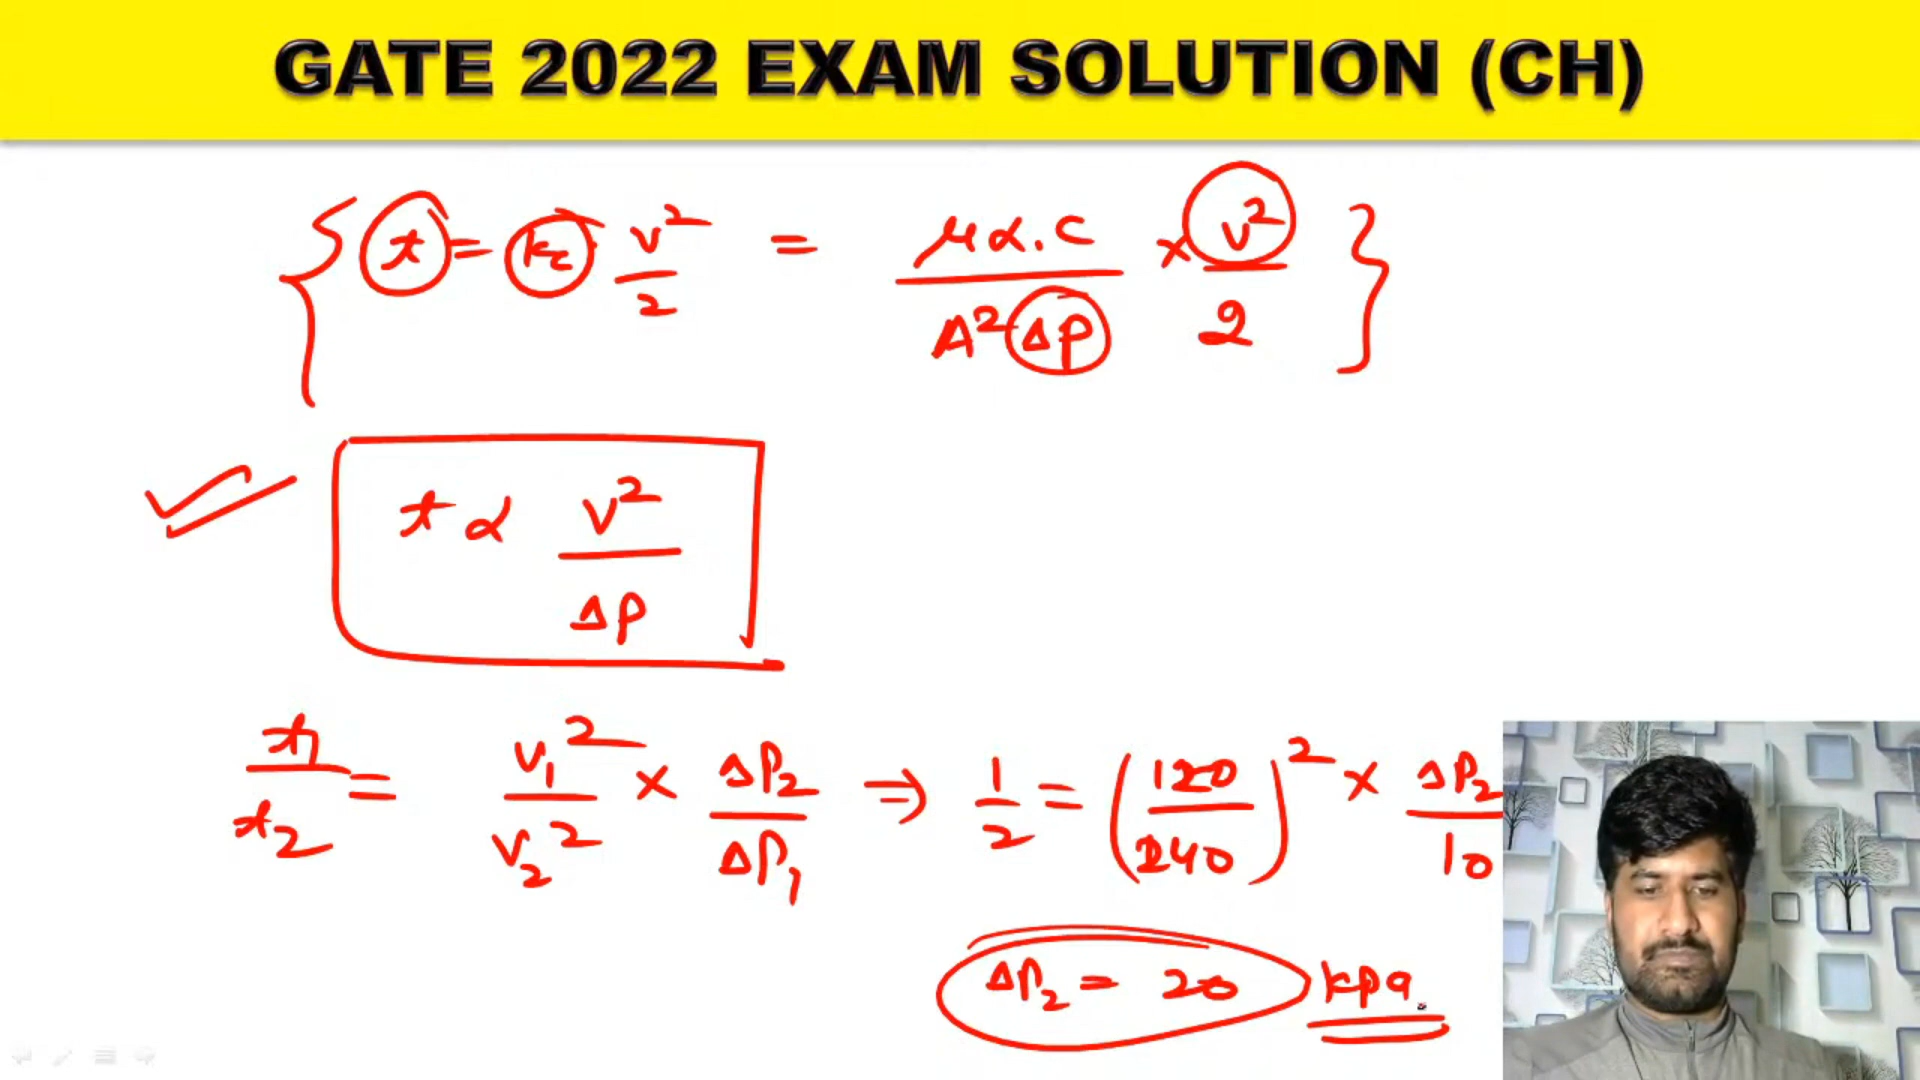 GATE 2022 EXAM SOLUTION (CH)
{ t = kc · v²/2 = μα.c / A²ΔP × v²/2 }
t α v²/ΔP
t1/t2 = v1²/v2² × ΔP2/ΔP1 ⇒ 1/2 = (120/240)² × ΔP2/10
ΔP2 = 20 kpa